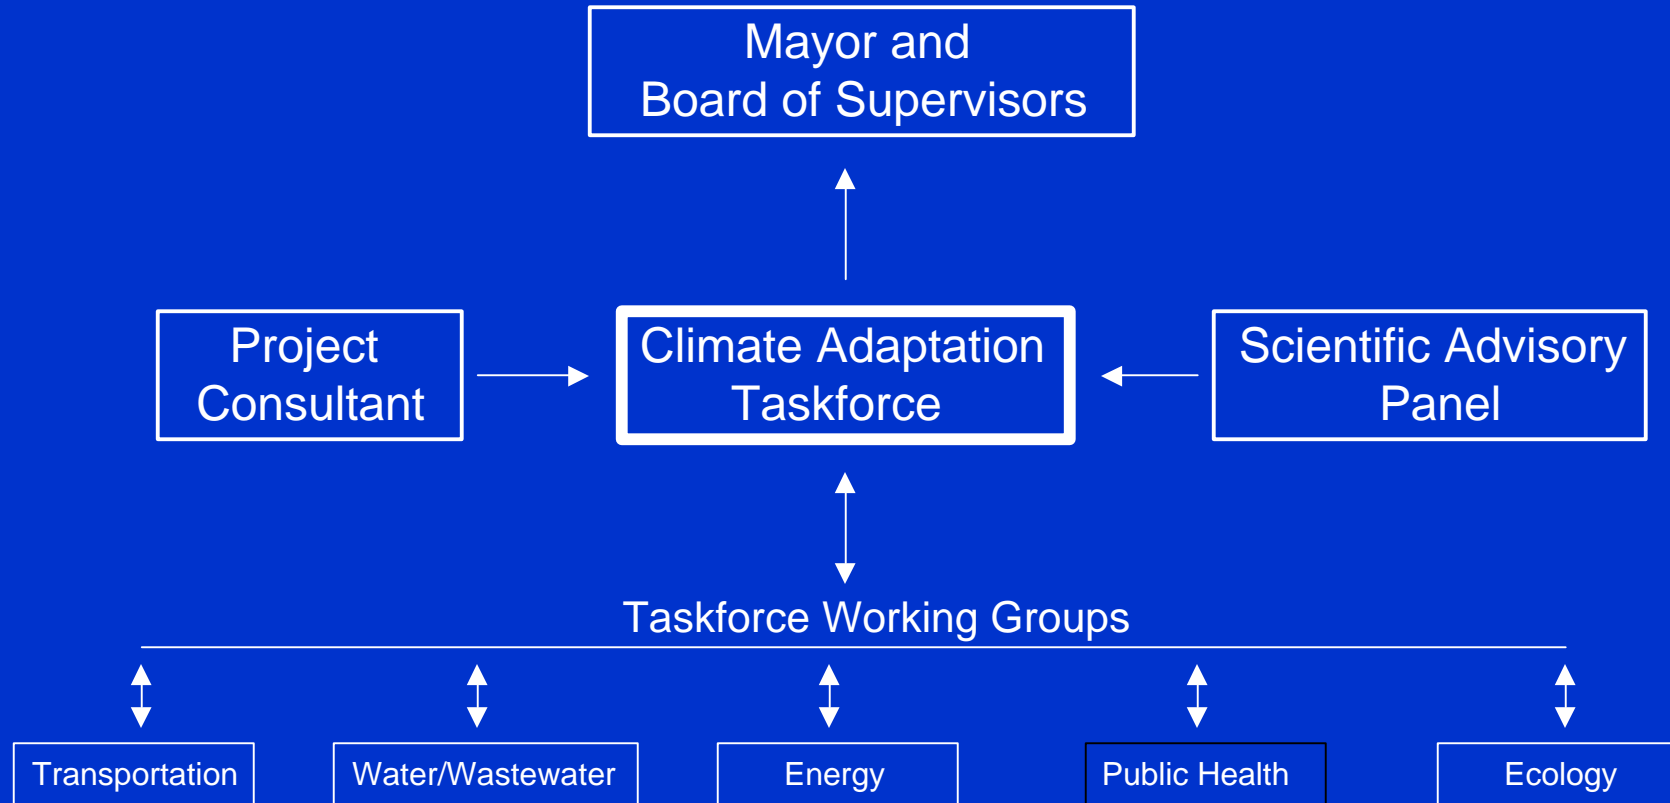 Mayor and
Board of Supervisors
Project
Consultant
Climate Adaptation
Taskforce
Scientific Advisory
Panel
Taskforce Working Groups
Transportation
Water/Wastewater
Energy
Public Health
Ecology